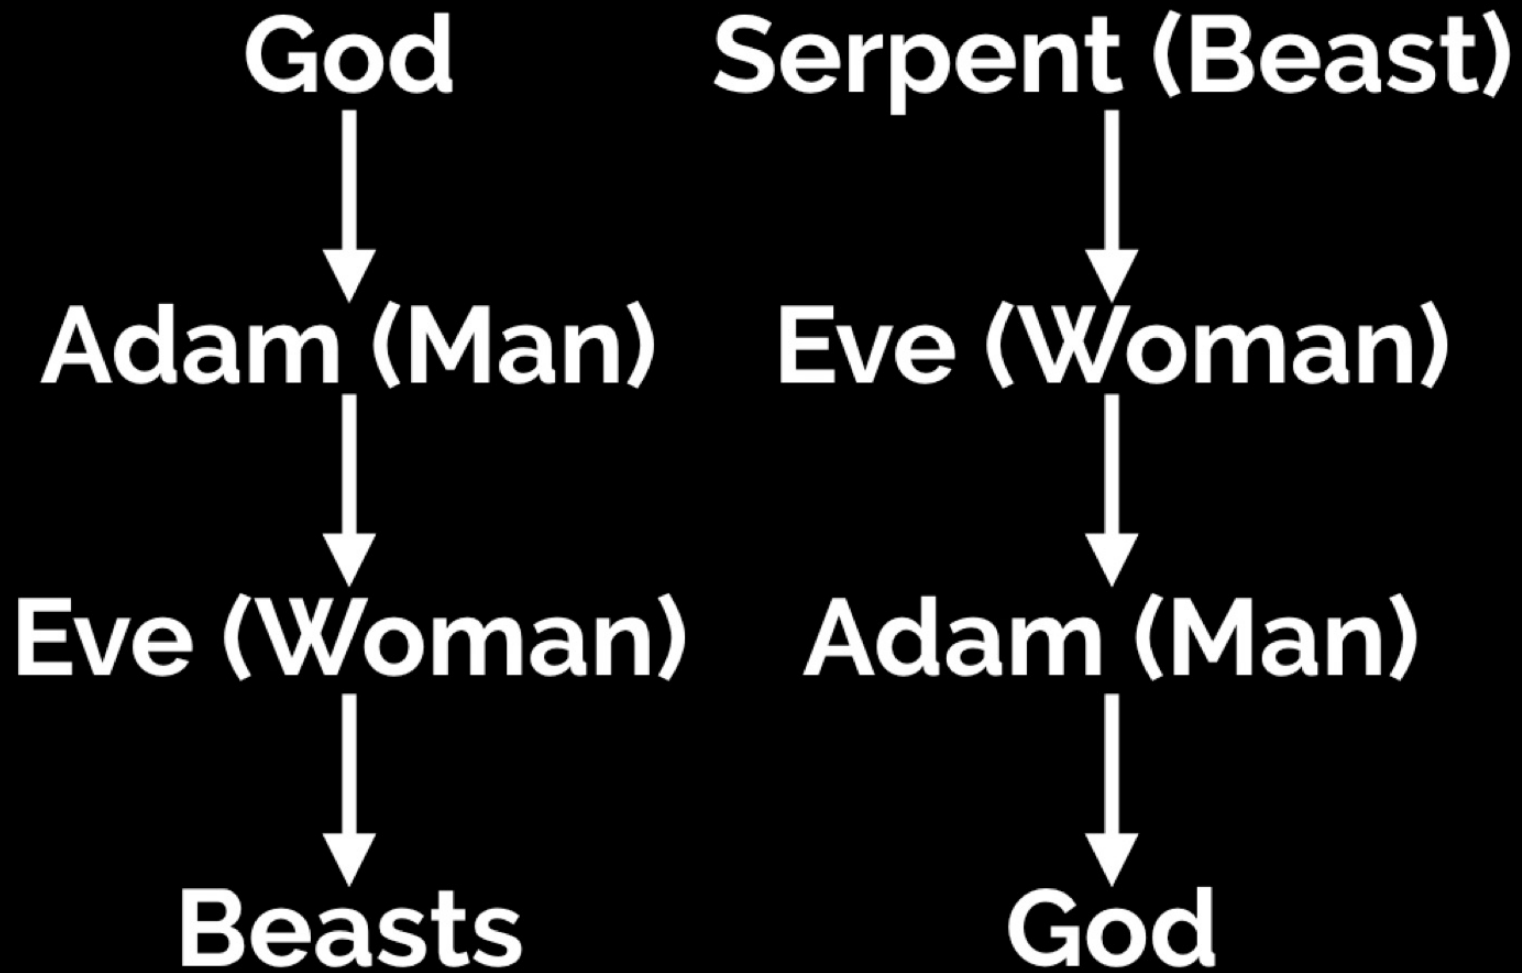 God
Adam (Man)
Eve (Woman)
Beasts
Serpent (Beast)
Eve (Woman)
Adam (Man)
God